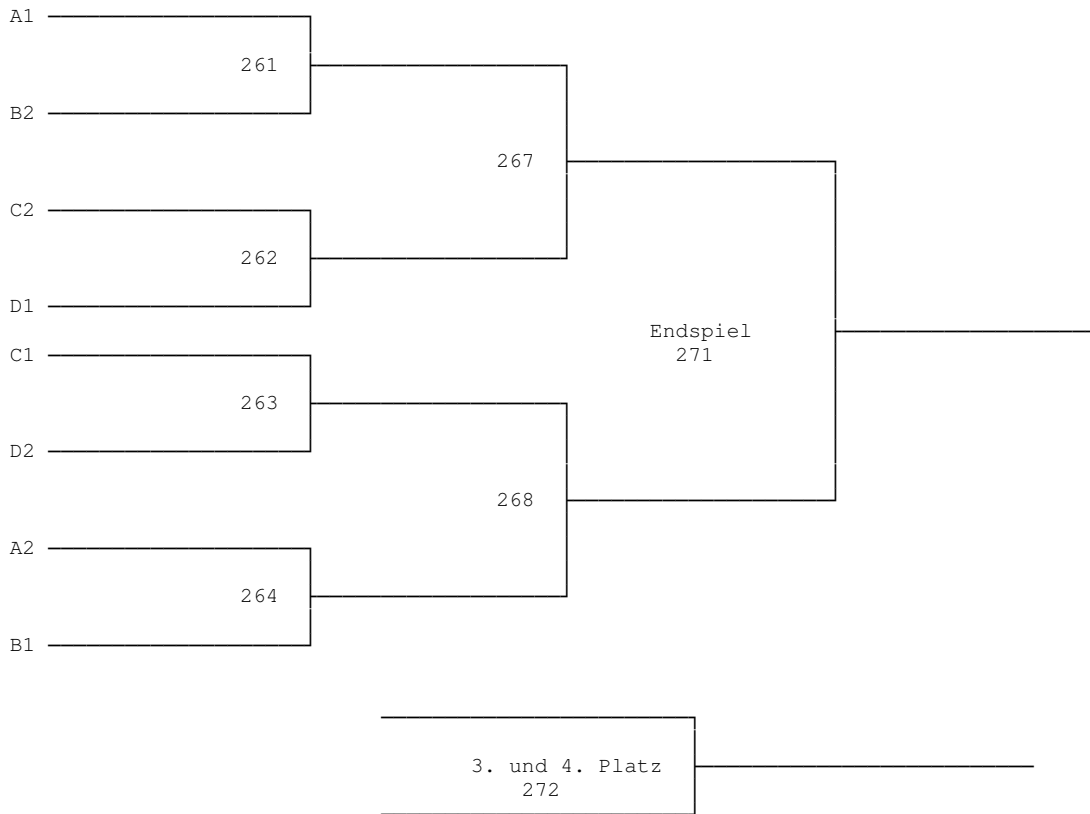 A1
261
B2
267
C2
262
D1
Endspiel
C1
271
263
D2
268
A2
264
B1
3. und 4. Platz
272